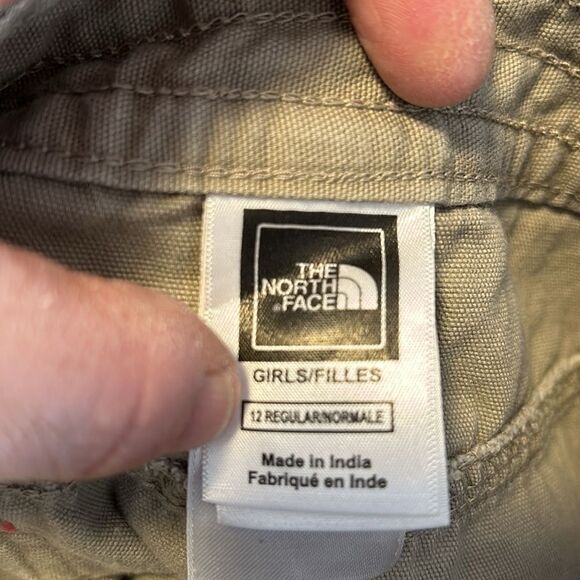 THE
NORTH
FACE
GIRLS/FILLES
12 REGULAR/NORMALE
Made in India
Fabriqué en Inde